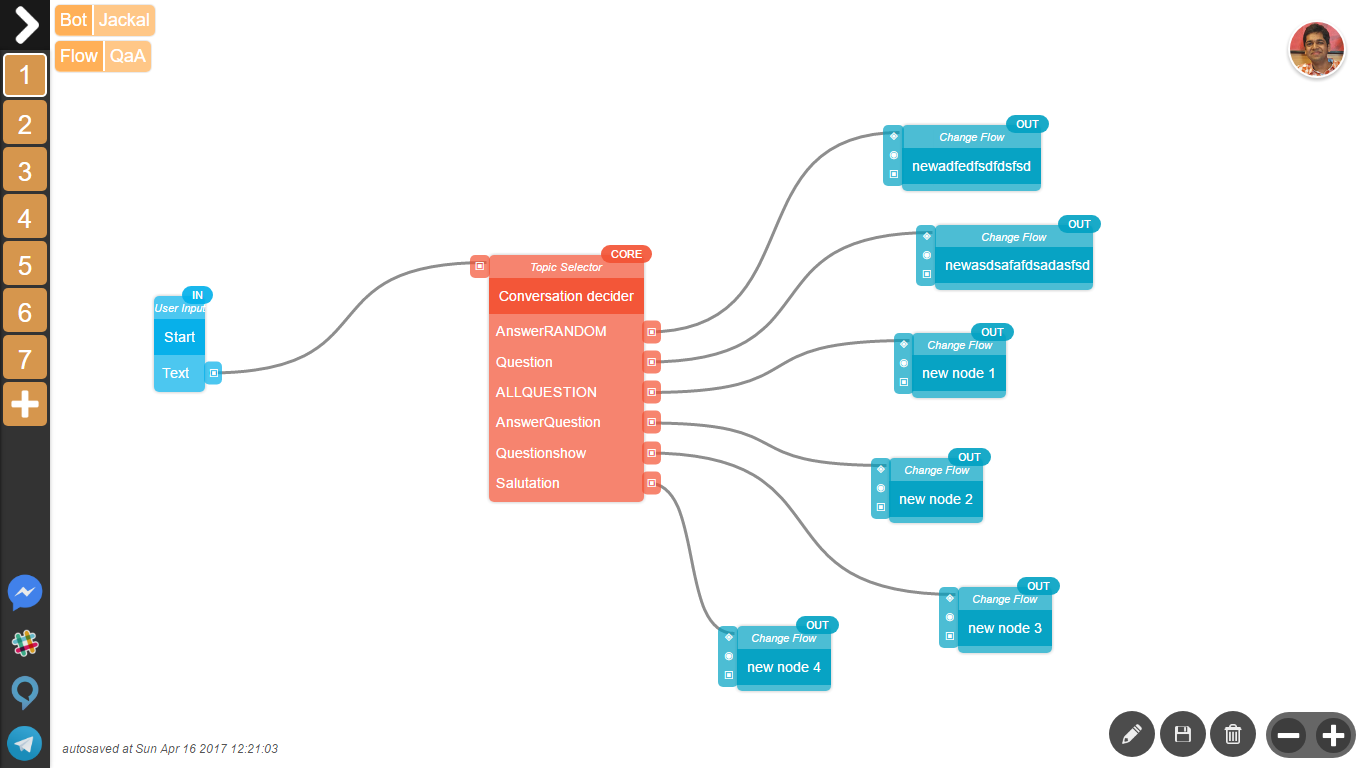 Bot Jackal
Flow QaA
1
2
3
4
5
6
7
IN
User Input
Start
Text
CORE
Topic Selector
Conversation decider
AnswerRANDOM
Question
ALLQUESTION
AnswerQuestion
Questionshow
Salutation
OUT
Change Flow
newadfedfsdfdsfsd
OUT
Change Flow
newasdsafafdsadasfsd
OUT
Change Flow
new node 1
OUT
Change Flow
new node 2
OUT
Change Flow
new node 3
OUT
Change Flow
new node 4
autosaved at Sun Apr 16 2017 12:21:03